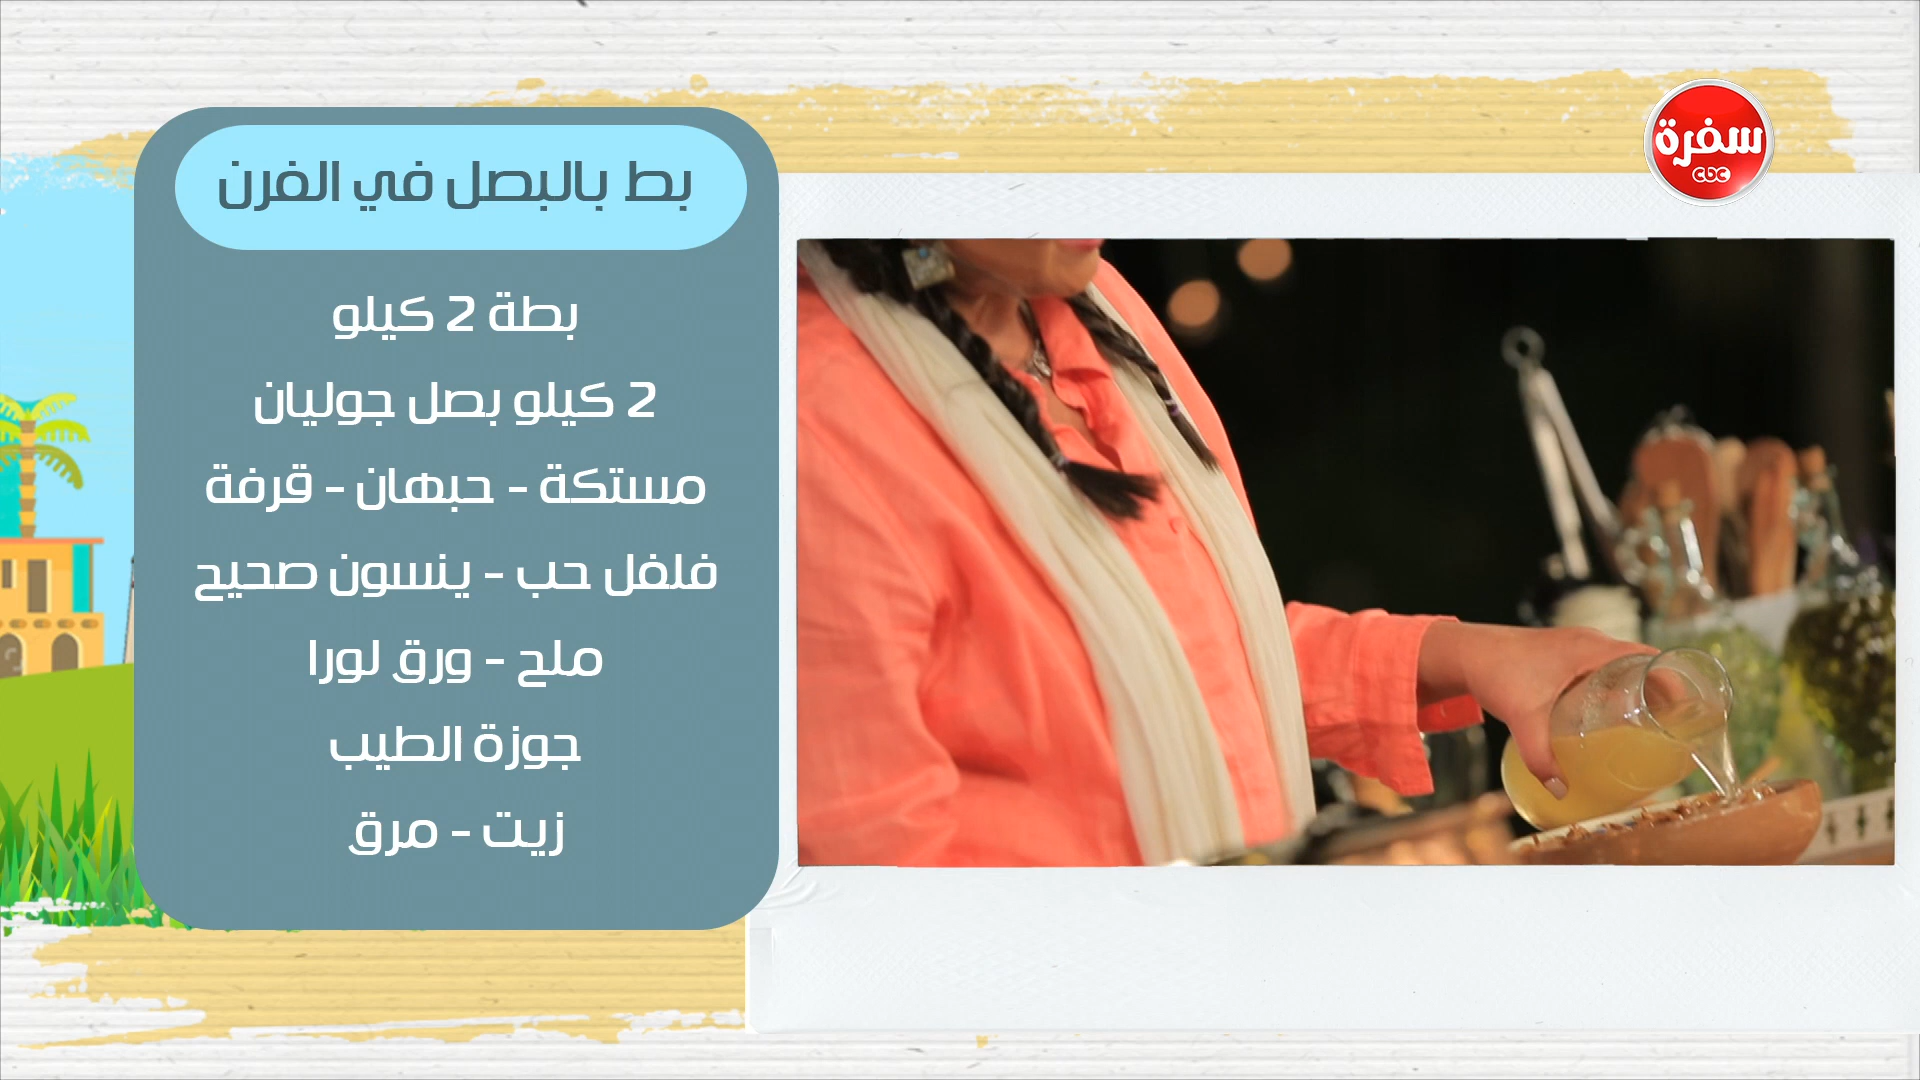 سفرة
cbc
بط بالبصل في الفرن
بطة 2 كيلو
2 كيلو بصل جوليان
مستكة - حبهان - قرفة
فلفل حب - ينسون صحيح
ملح - ورق لورا
جوزة الطيب
زيت - مرق